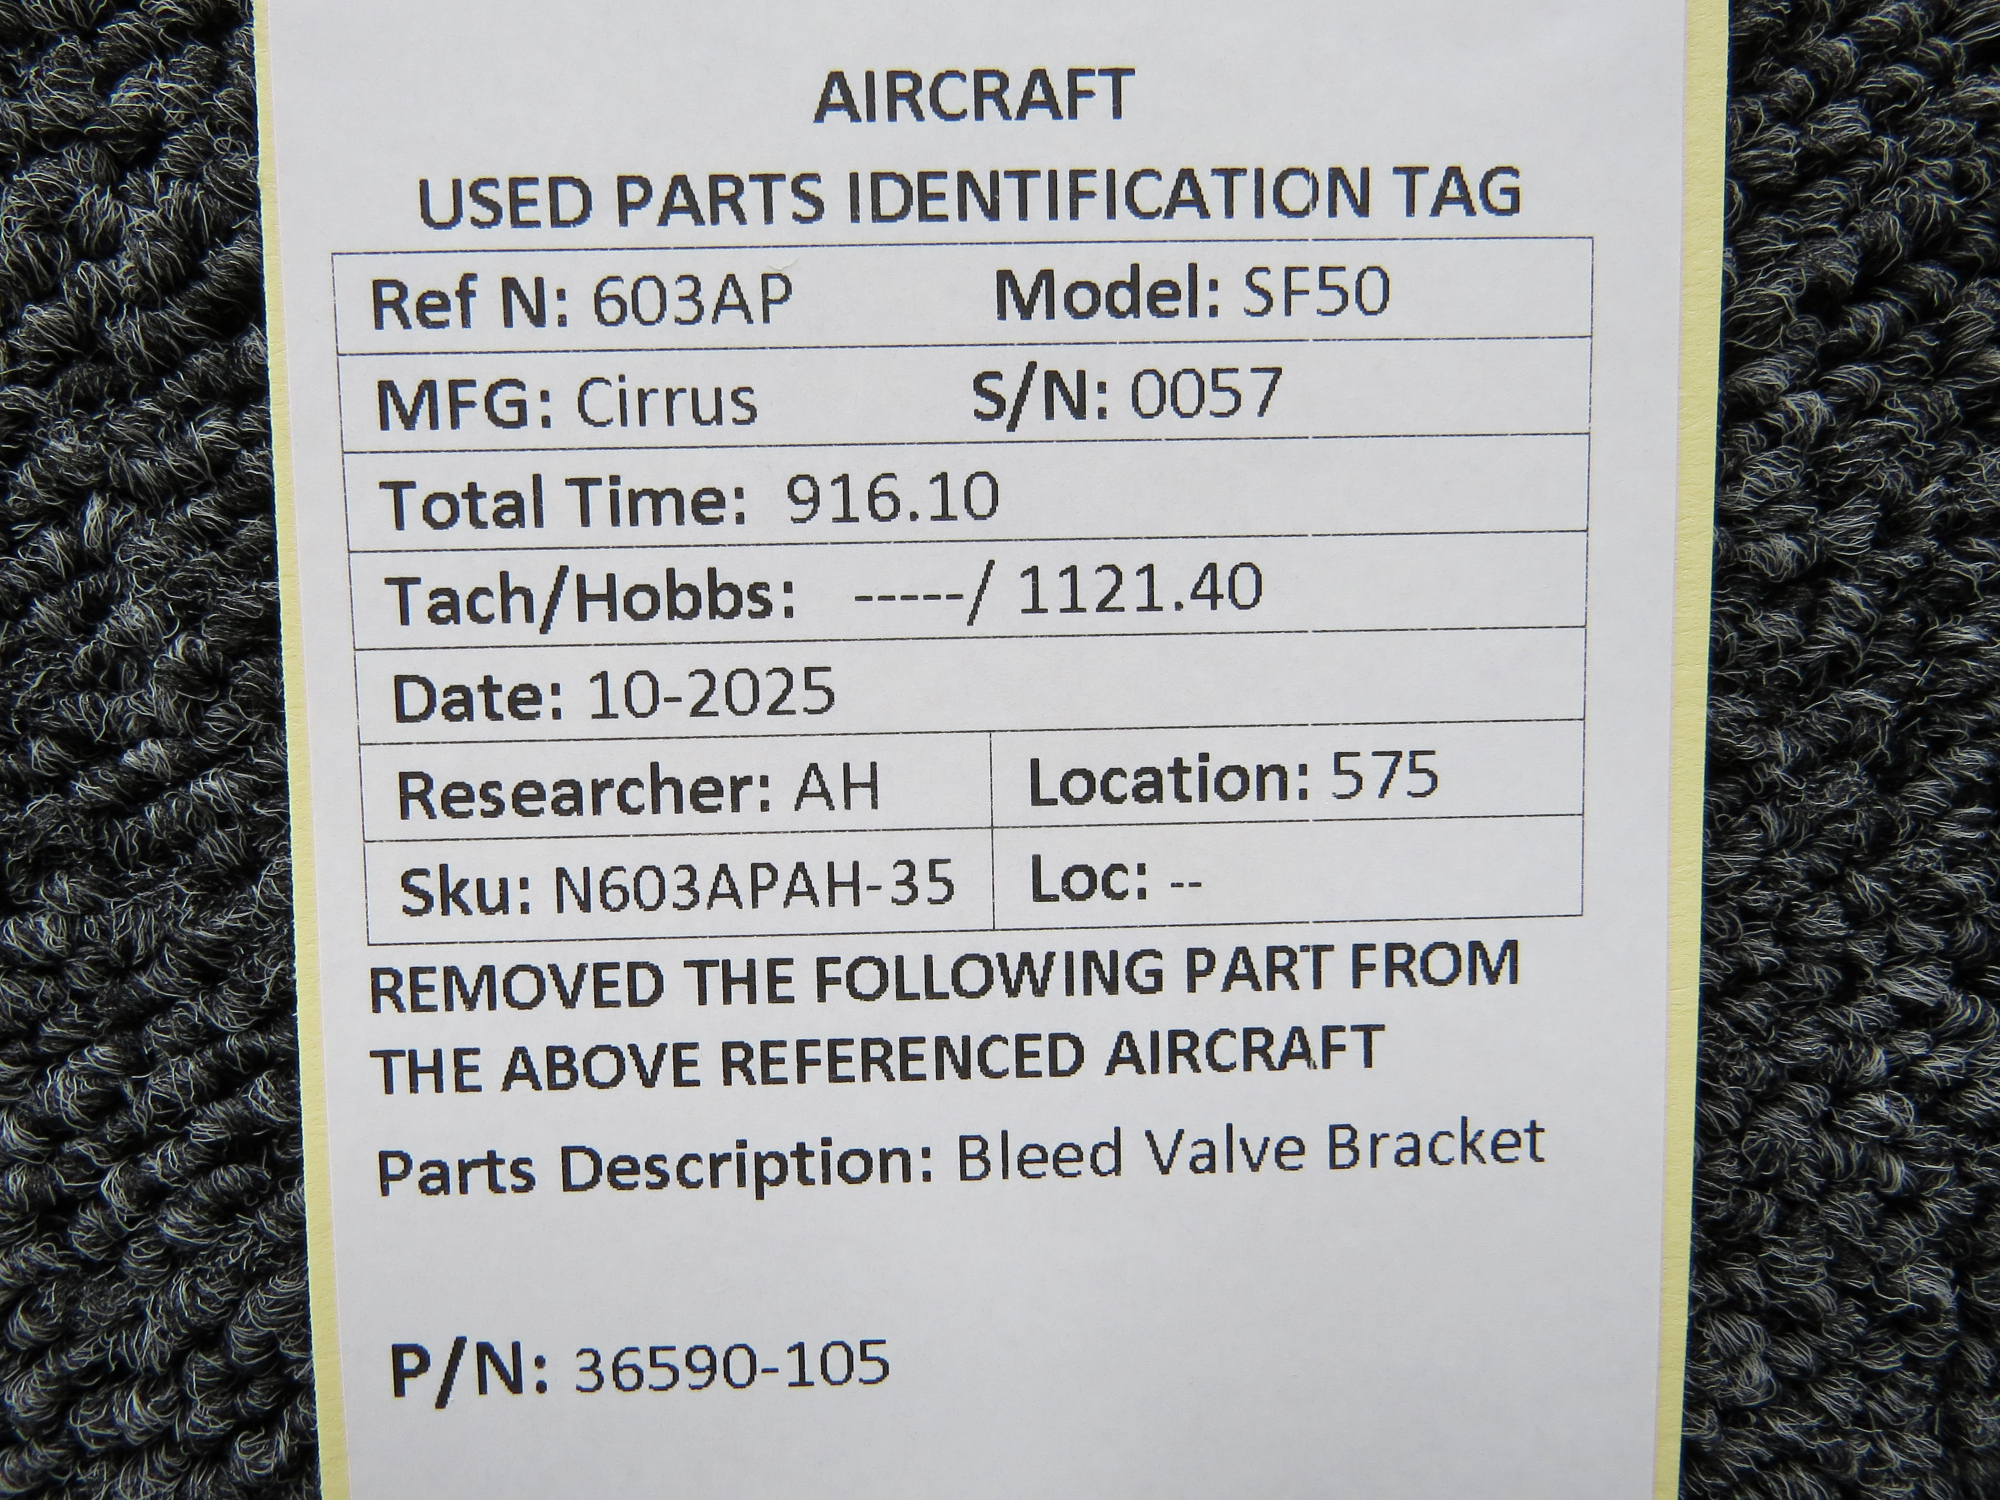 AIRCRAFT
USED PARTS IDENTIFICATION TAG
Ref N: 603AP Model: SF50
MFG: Cirrus S/N: 0057
Total Time: 916.10
Tach/Hobbs: -----/ 1121.40
Date: 10-2025
Researcher: AH Location: 575
Sku: N603APAH-35 Loc: --
REMOVED THE FOLLOWING PART FROM
THE ABOVE REFERENCED AIRCRAFT
Parts Description: Bleed Valve Bracket
P/N: 36590-105